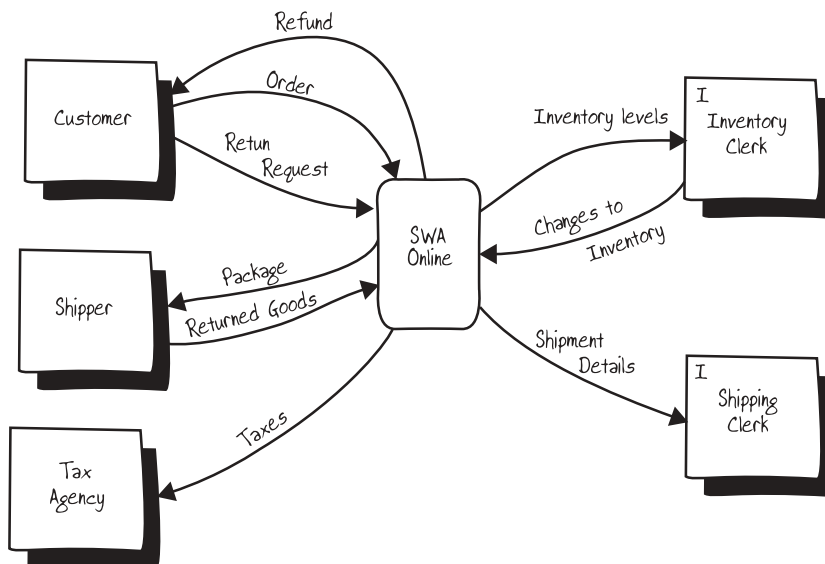 Refund
Order
Customer
Retun
Request
Inventory levels
I
Inventory
Clerk
Changes to
Inventory
SWA
Online
Package
Shipper
Returned Goods
Shipment
Details
I
Shipping
Clerk
Taxes
Tax
Agency